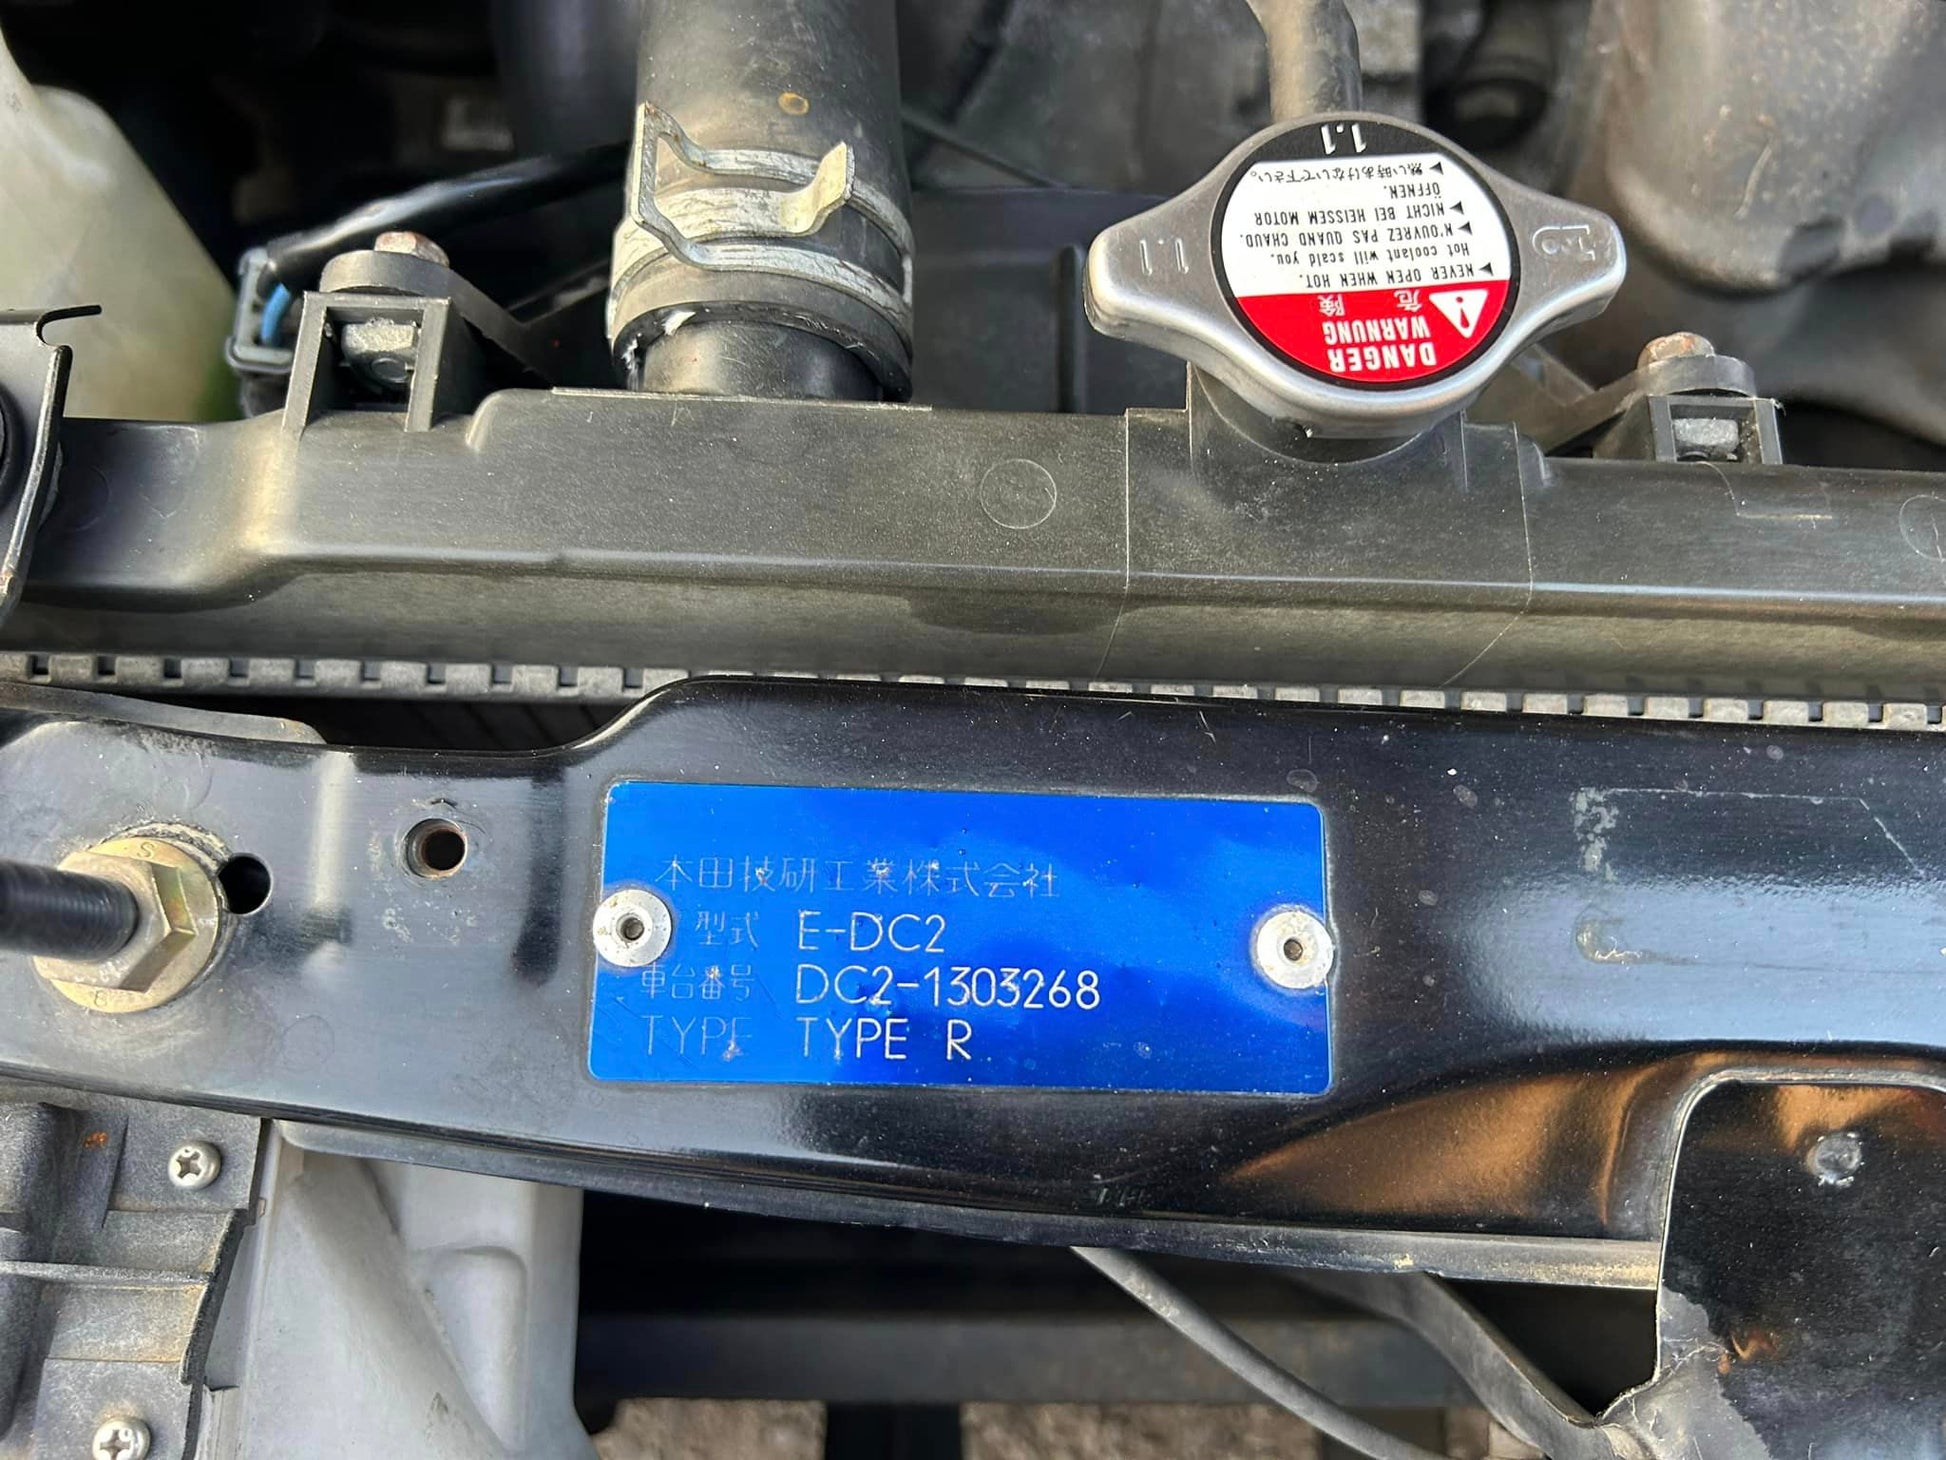 1.1
▶熱い時あけないで下さい。
ÖFFNEN.
▶NICHT BEI HEISSEM MOTOR
▶N'OUVREZ PAS QUAND CHAUD.
Hot coolant will scald you.
▶NEVER OPEN WHEN HOT.
危険
WARNUNG
DANGER
1.1
本田技研工業株式会社
型式 E-DC2
車台番号 DC2-1303268
TYPE TYPE R
S
8